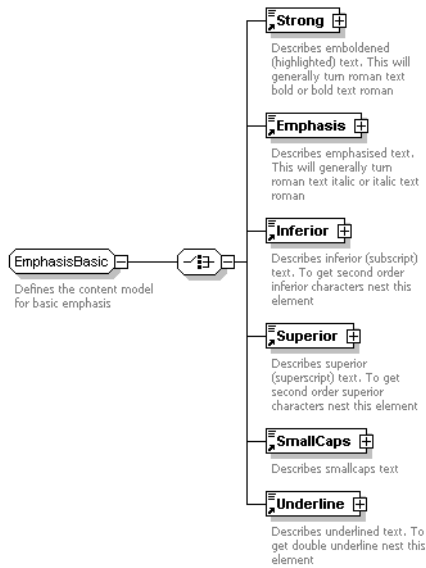 Strong
Describes emboldened
(highlighted) text. This will
generally turn roman text
bold or bold text roman
Emphasis
Describes emphasised text.
This will generally turn
roman text italic or italic text
roman
Inferior
Describes inferior (subscript)
text. To get second order
inferior characters nest this
element
EmphasisBasic
Defines the content model
for basic emphasis
Superior
Describes superior
(superscript) text. To get
second order superior
characters nest this element
SmallCaps
Describes smallcaps text
Underline
Describes underlined text. To
get double underline nest this
element